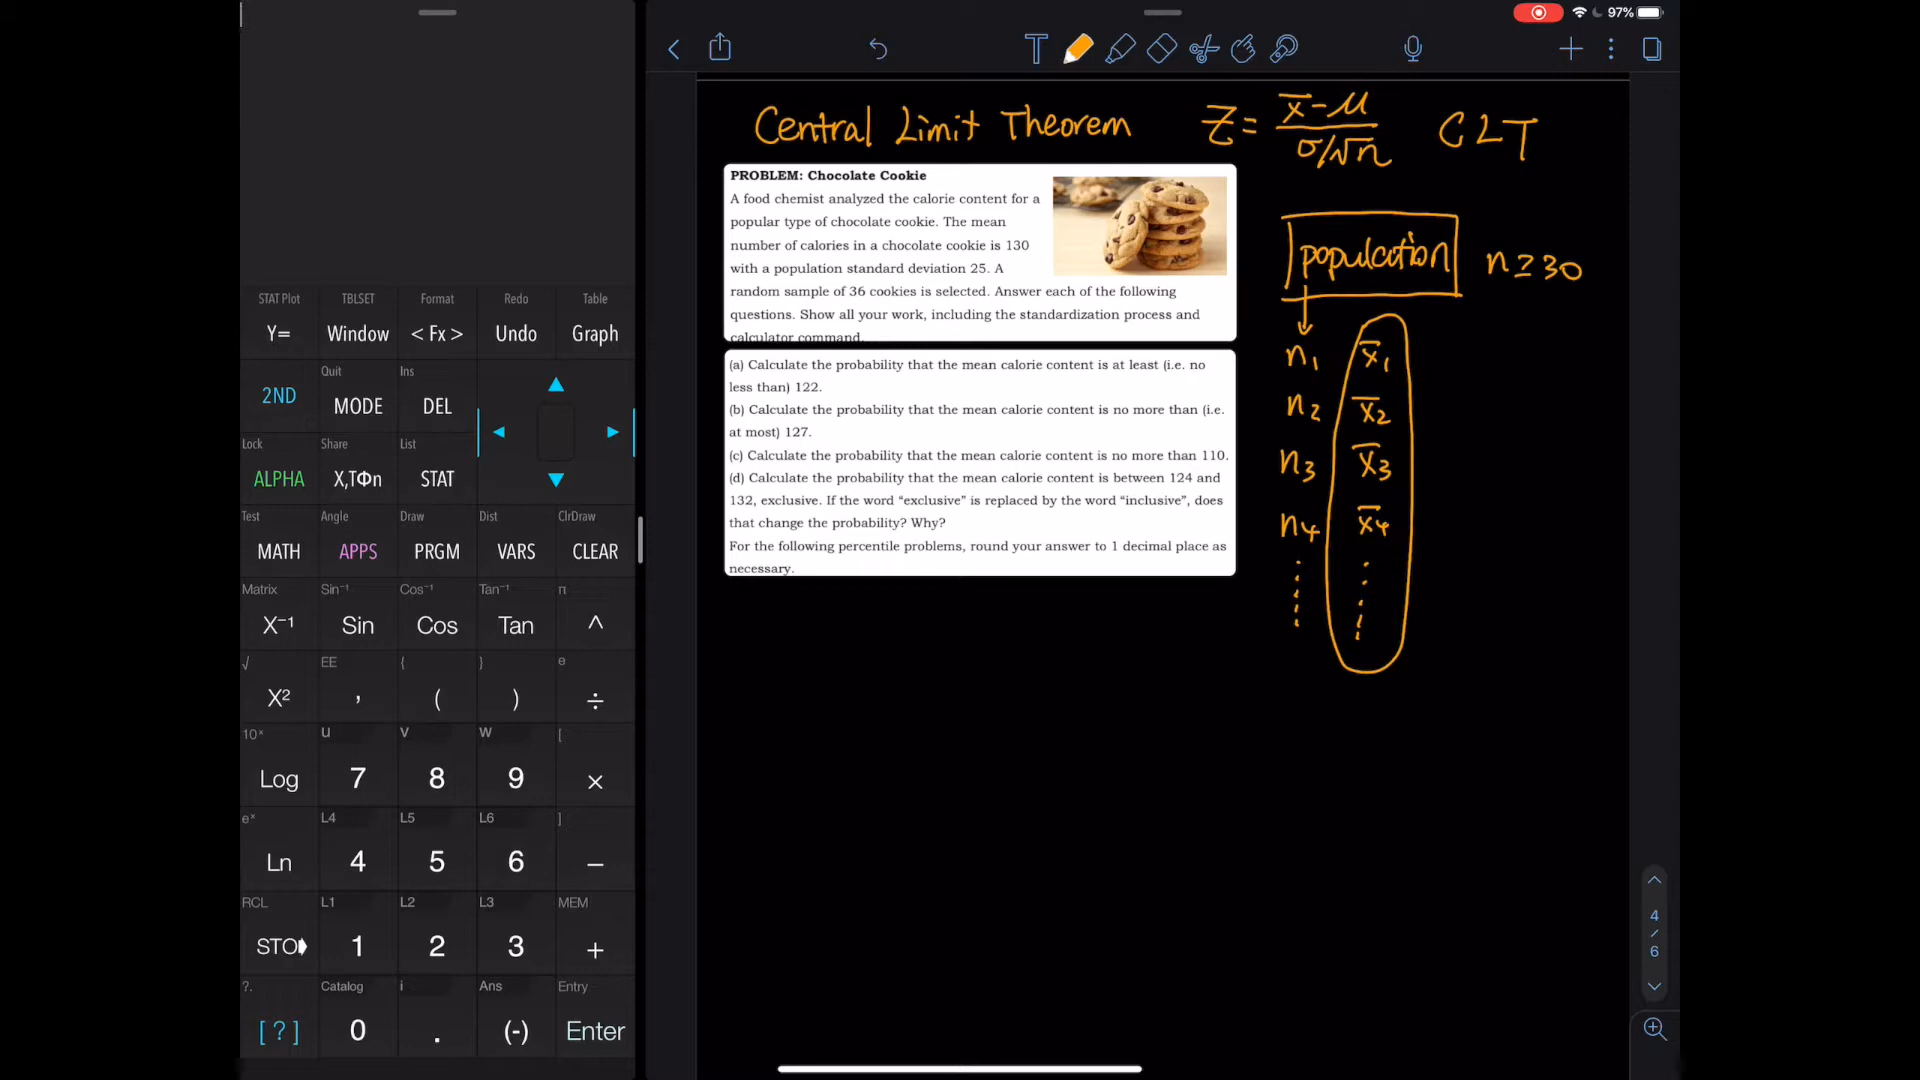 97%
STAT Plot TBLSET Format Redo Table
Y= Window < Fx > Undo Graph
Quit Ins
2ND MODE DEL
Lock Share List
ALPHA X,TΦn STAT
Test Angle Draw Dist ClrDraw
MATH APPS PRGM VARS CLEAR
Matrix Sin⁻¹ Cos⁻¹ Tan⁻¹ π
X⁻¹ Sin Cos Tan ^
√ EE { } e
X² , ( ) ÷
10ˣ U V W [
Log 7 8 9 ×
eˣ L4 L5 L6 ]
Ln 4 5 6 −
RCL L1 L2 L3 MEM
STO 1 2 3 +
?. Catalog i Ans Entry
[ ? ] 0 . (-) Enter
Central Limit Theorem Z = x̄-μ / σ/√n CLT
PROBLEM: Chocolate Cookie
A food chemist analyzed the calorie content for a
popular type of chocolate cookie. The mean
number of calories in a chocolate cookie is 130
with a population standard deviation 25. A
random sample of 36 cookies is selected. Answer each of the following
questions. Show all your work, including the standardization process and
calculator command.
(a) Calculate the probability that the mean calorie content is at least (i.e. no
less than) 122.
(b) Calculate the probability that the mean calorie content is no more than (i.e.
at most) 127.
(c) Calculate the probability that the mean calorie content is no more than 110.
(d) Calculate the probability that the mean calorie content is between 124 and
132, exclusive. If the word “exclusive” is replaced by the word “inclusive”, does
that change the probability? Why?
For the following percentile problems, round your answer to 1 decimal place as
necessary.
population n≥30
n₁ x̄₁
n₂ x̄₂
n₃ x̄₃
n₄ x̄₄
4
/
6